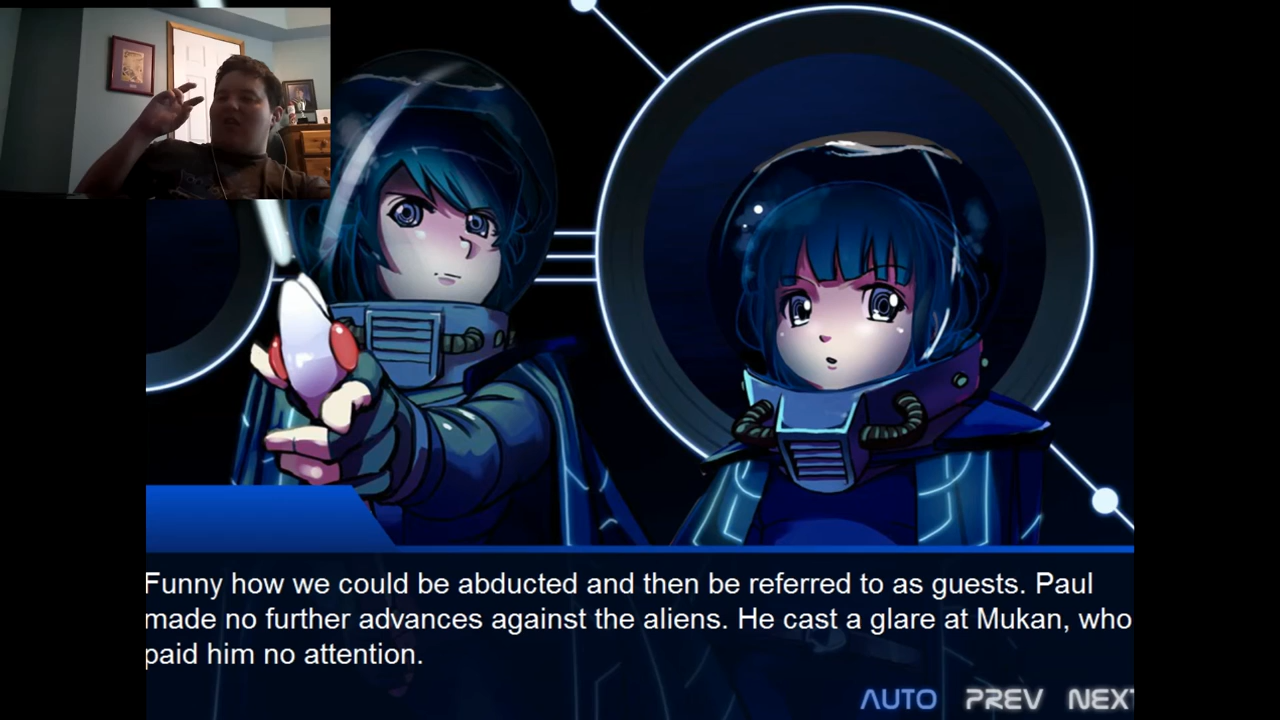 Funny how we could be abducted and then be referred to as guests. Paul
made no further advances against the aliens. He cast a glare at Mukan, who
paid him no attention.
AUTO PREV NEXT